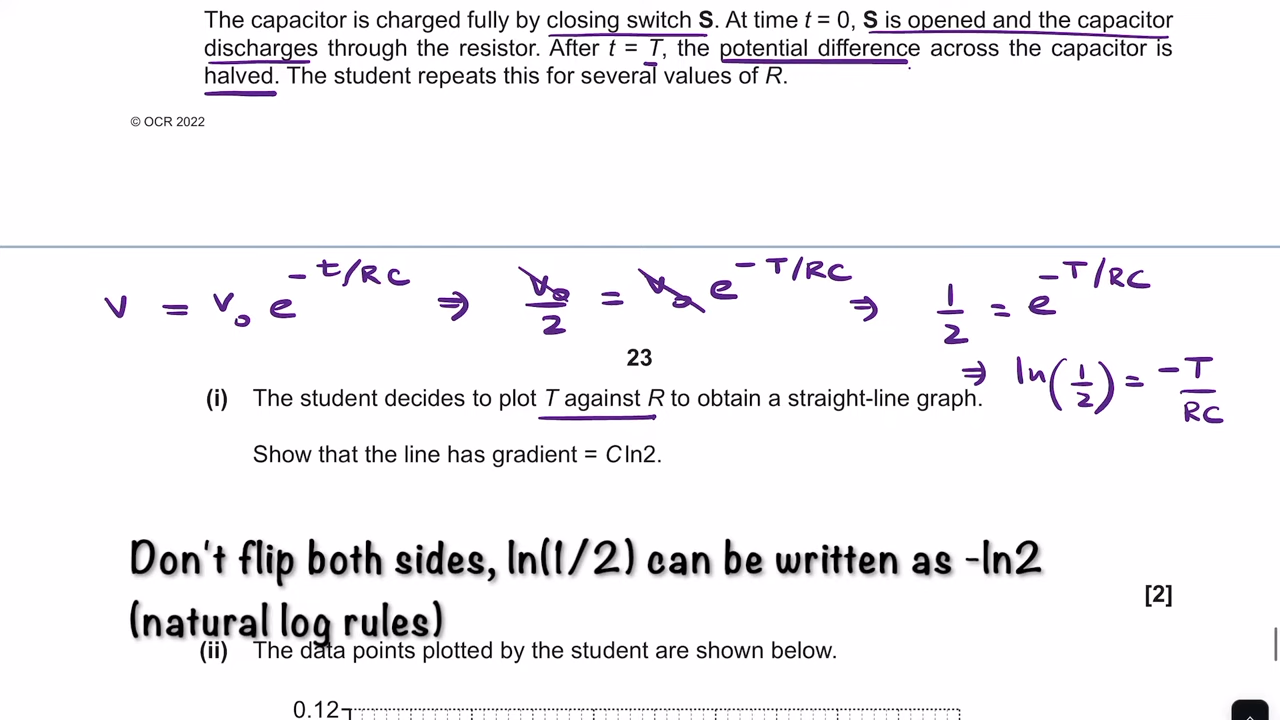 The capacitor is charged fully by closing switch S. At time t = 0, S is opened and the capacitor
discharges through the resistor. After t = T, the potential difference across the capacitor is
halved. The student repeats this for several values of R.
© OCR 2022
V = V₀ e^(-t/RC) ⇒ V₀/2 = V₀ e^(-T/RC) ⇒ 1/2 = e^(-T/RC)
23
⇒ ln(1/2) = -T/RC
(i) The student decides to plot T against R to obtain a straight-line graph.
Show that the line has gradient = C ln2.
Don't flip both sides, ln(1/2) can be written as -ln2
(natural log rules)
[2]
(ii) The data points plotted by the student are shown below.
0.12